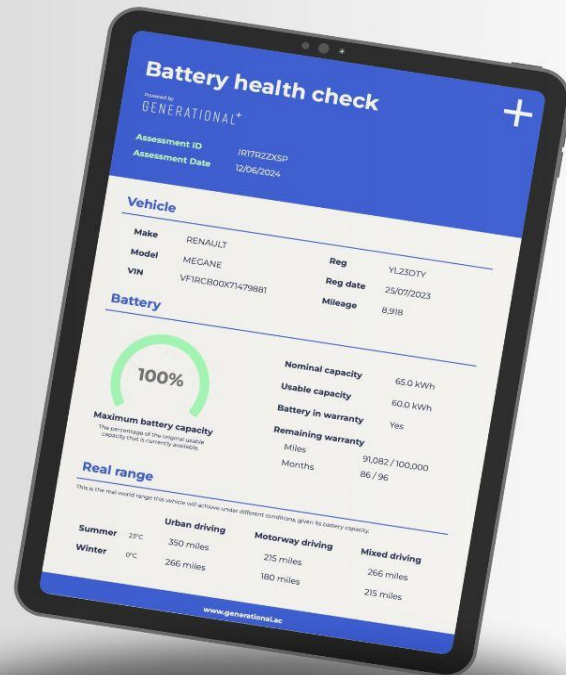 Battery health check
Powered by
GENERATIONAL+
Assessment ID IR17R2ZXSP
Assessment Date 12/06/2024
Vehicle
Make RENAULT Reg YL23DTY
Model MEGANE Reg date 25/07/2023
VIN VF1RCB00X71479881 Mileage 8,918
Battery
100%
Maximum battery capacity
The percentage of the original usable
capacity that is currently available.
Nominal capacity 65.0 kWh
Usable capacity 60.0 kWh
Battery in warranty Yes
Remaining warranty
Miles 91,082 / 100,000
Months 86 / 96
Real range
This is the real-world range this vehicle will achieve under different conditions, given its battery capacity.
Urban driving Motorway driving Mixed driving
Summer 23°C 350 miles 215 miles 266 miles
Winter 0°C 266 miles 180 miles 215 miles
www.generational.ac